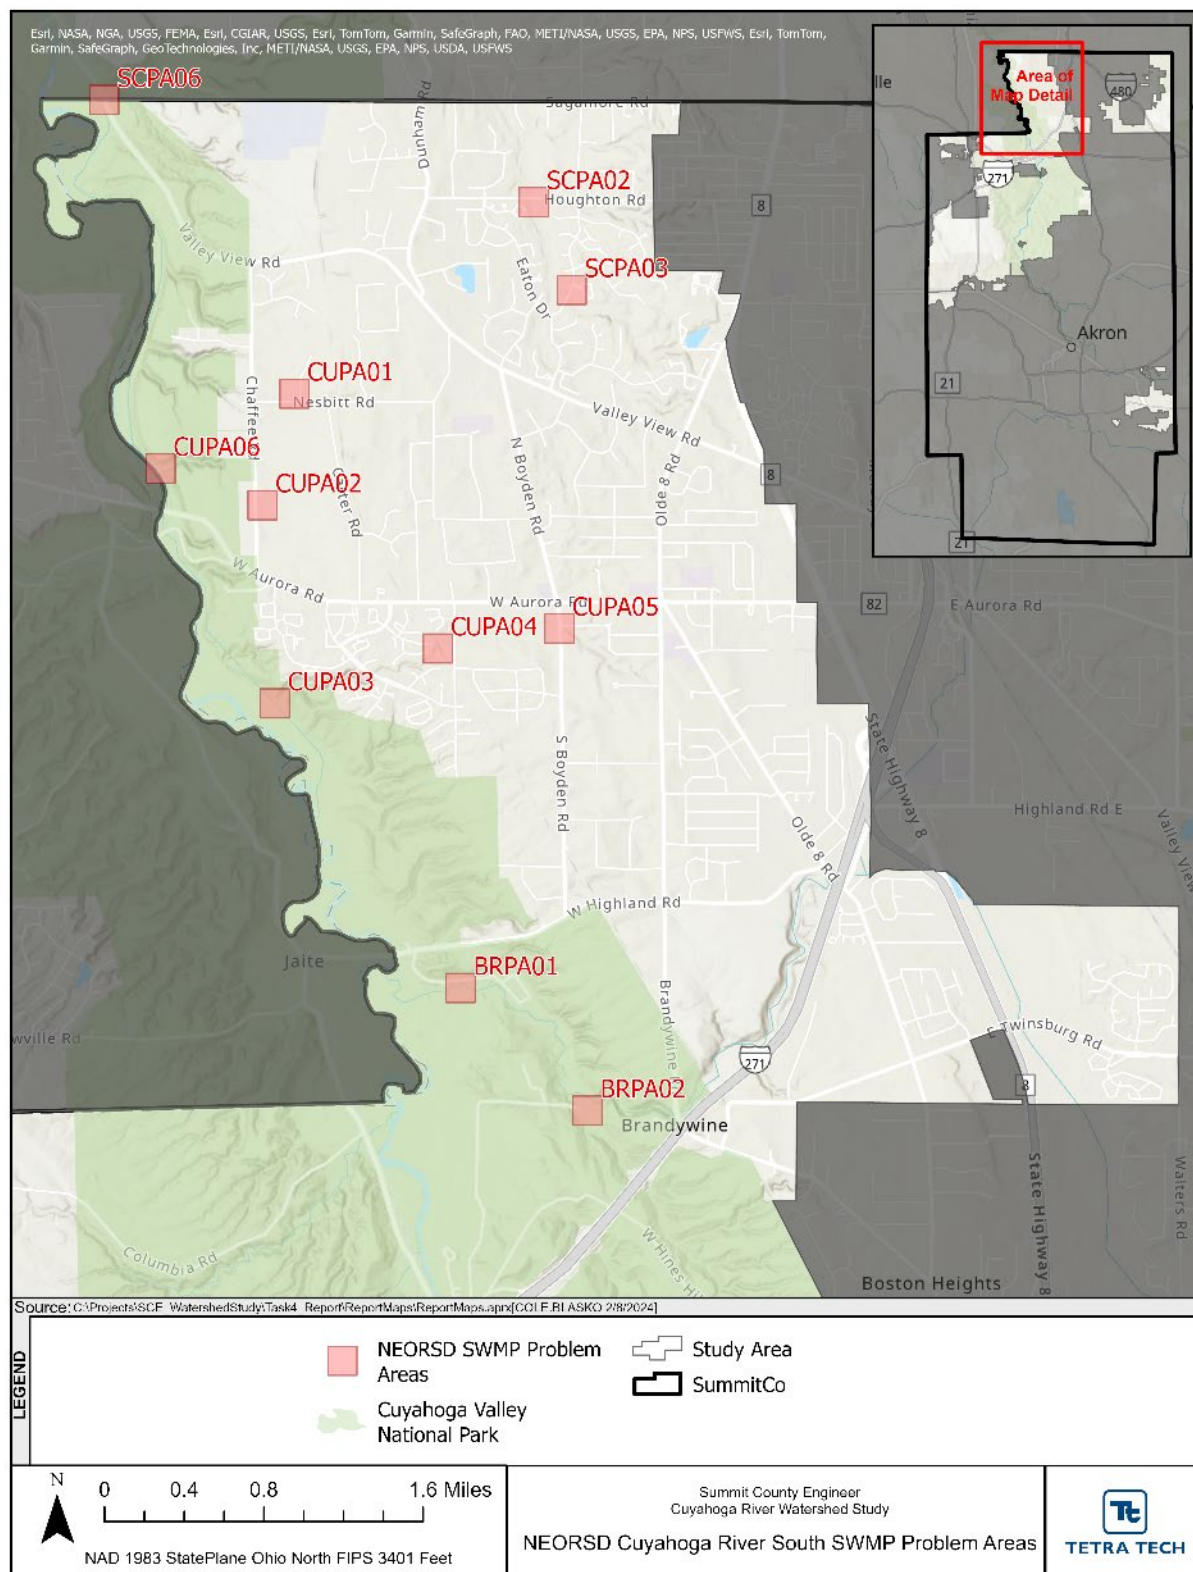 Esri, NASA, NGA, USGS, FEMA, Esri, CGIAR, USGS, Esri, TomTom, Garmin, SafeGraph, FAO, METI/NASA, USGS, EPA, NPS, USFWS, Esri, TomTom,
Garmin, SafeGraph, GeoTechnologies, Inc, METI/NASA, USGS, EPA, NPS, USDA, USFWS
SCPA06
Sagamore Rd
Dunham Rd
SCPA02
Houghton Rd
8
Valley View Rd
Eaton Dr
SCPA03
CUPA01
Nesbitt Rd
Chaffee Rd
Valley View Rd
N Boyden Rd
Olde 8 Rd
8
CUPA06
CUPA02
W Aurora Rd
W Aurora Rd
CUPA05
82
E Aurora Rd
CUPA04
CUPA03
S Boyden Rd
State Highway 8
Highland Rd E
Valley View
Olde 8 Rd
W Highland Rd
Jaite
BRPA01
Brandywine
E Twinsburg Rd
271
8
BRPA02
Brandywine
State Highway 8
Walters Rd
Columbia Rd
W Hines Hi
Boston Heights
Area of
Map Detail
480
271
Akron
21
21
Source: C:\Projects\SCE_WatershedStudy\Task4_Report\ReportMaps\ReportMaps.aprx[COLE.BLASKO 2/8/2024]
LEGEND
NEORSD SWMP Problem
Areas
Cuyahoga Valley
National Park
Study Area
SummitCo
N
0 0.4 0.8 1.6 Miles
NAD 1983 StatePlane Ohio North FIPS 3401 Feet
Summit County Engineer
Cuyahoga River Watershed Study
NEORSD Cuyahoga River South SWMP Problem Areas
Tt
TETRA TECH